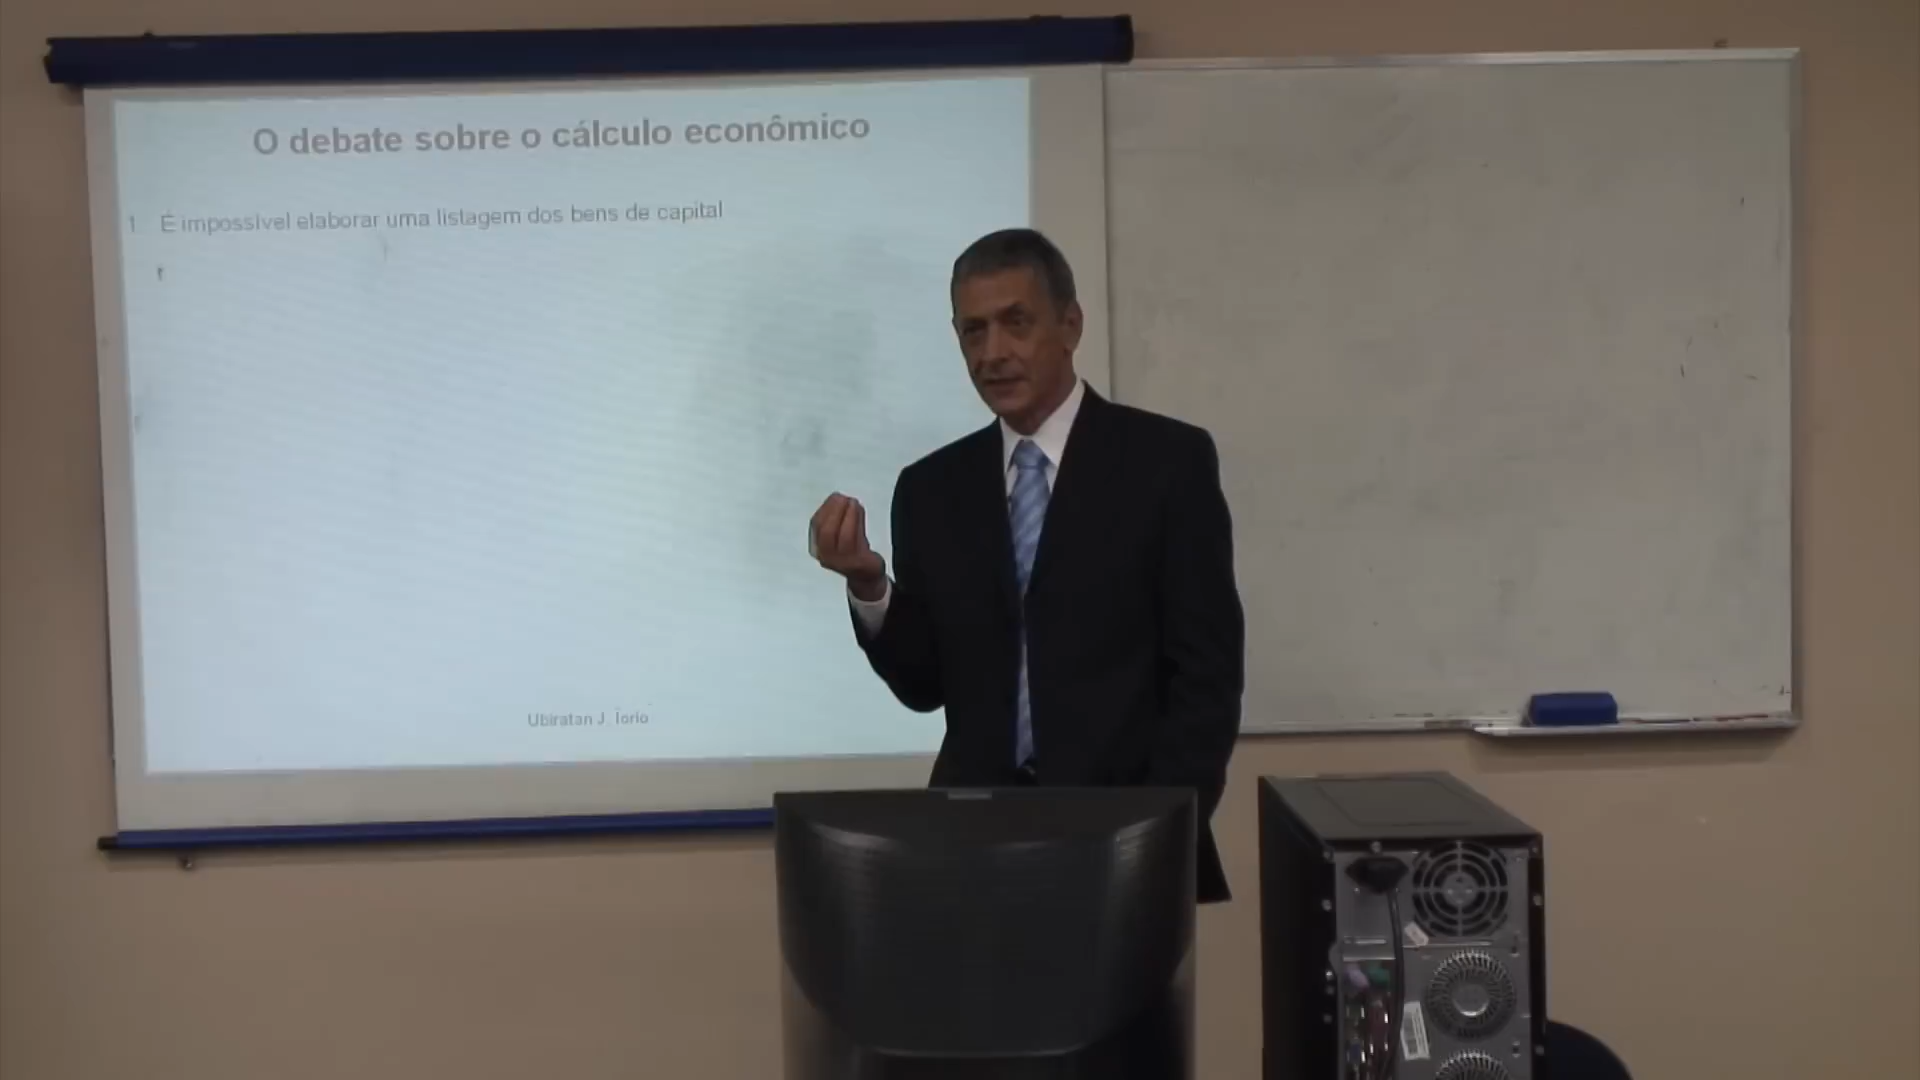 O debate sobre o cálculo econômico
1. É impossível elaborar uma listagem dos bens de capital
Ubiratan J. Iorio